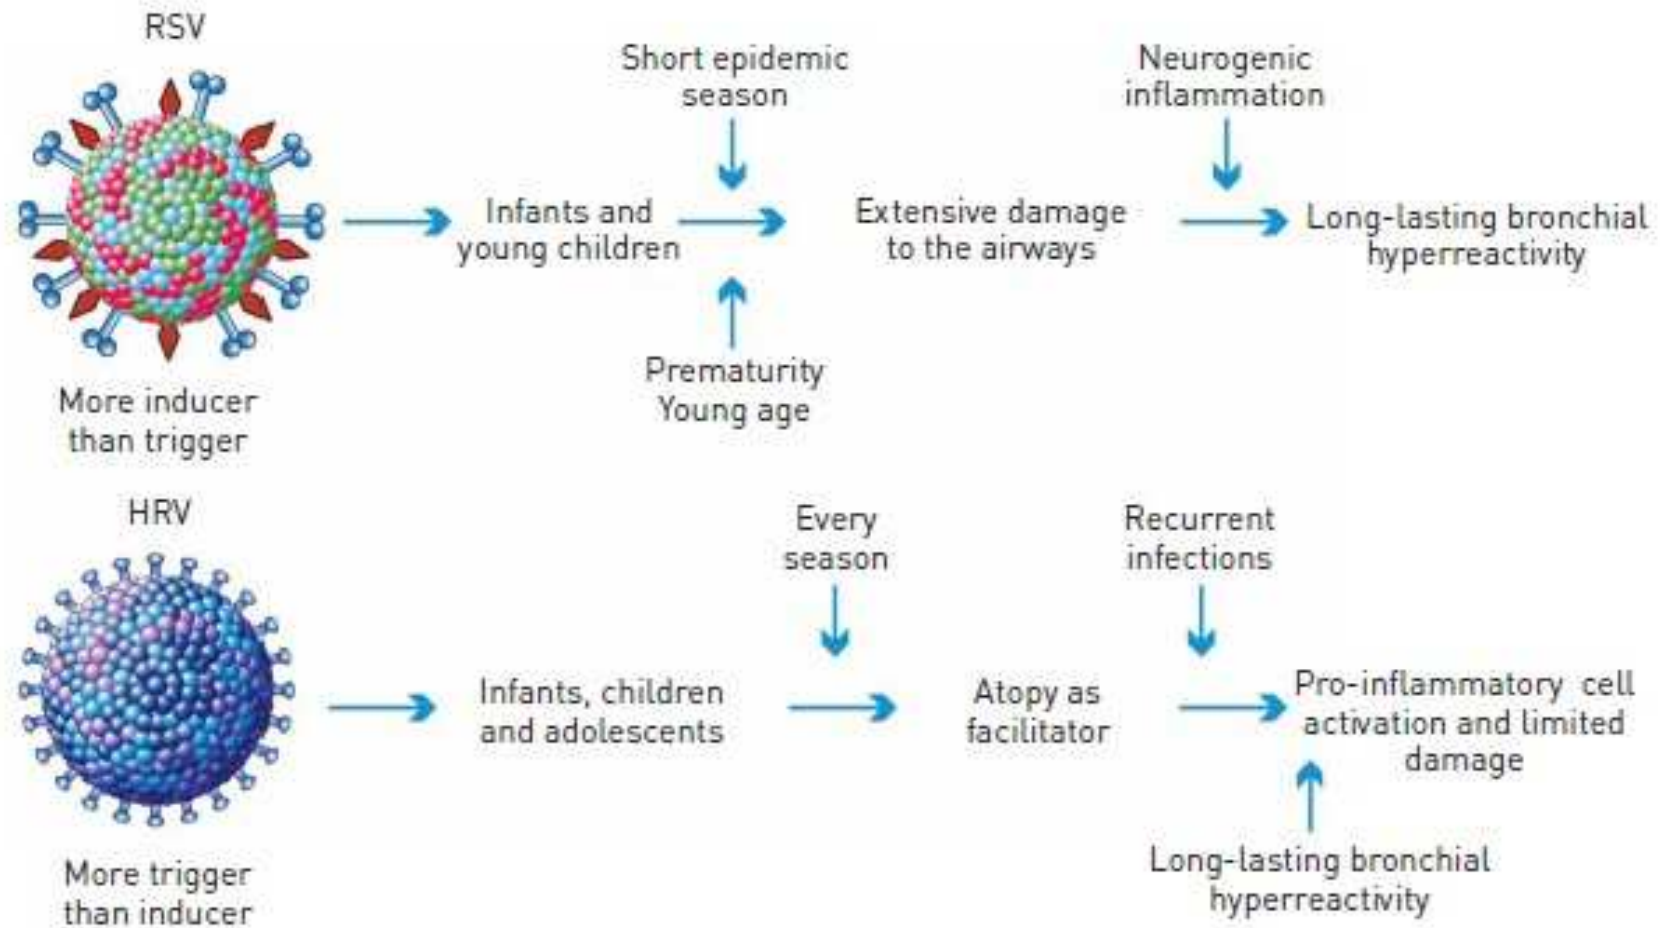 RSV
Short epidemic
season
Neurogenic
inflammation
Infants and
young children
Extensive damage
to the airways
Long-lasting bronchial
hyperreactivity
Prematurity
Young age
More inducer
than trigger
HRV
Every
season
Recurrent
infections
Infants, children
and adolescents
Atopy as
facilitator
Pro-inflammatory cell
activation and limited
damage
Long-lasting bronchial
hyperreactivity
More trigger
than inducer